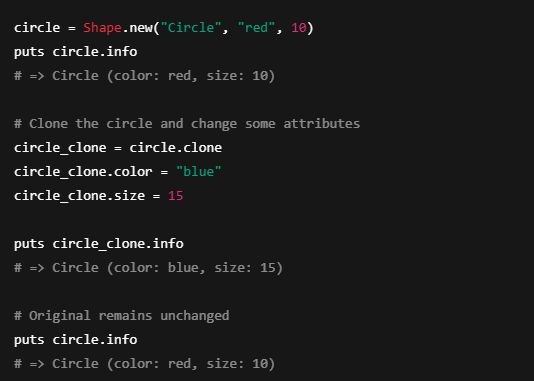 circle = Shape.new("Circle", "red", 10)
puts circle.info
# => Circle (color: red, size: 10)
# Clone the circle and change some attributes
circle_clone = circle.clone
circle_clone.color = "blue"
circle_clone.size = 15
puts circle_clone.info
# => Circle (color: blue, size: 15)
# Original remains unchanged
puts circle.info
# => Circle (color: red, size: 10)